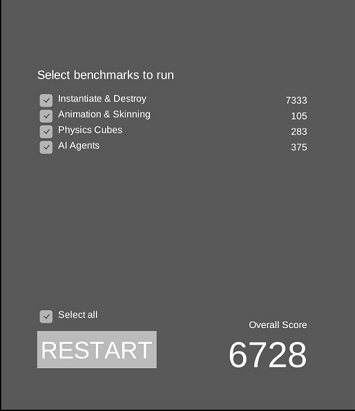 Select benchmarks to run
Instantiate & Destroy 7333
Animation & Skinning 105
Physics Cubes 283
AI Agents 375
Select all
Overall Score
RESTART 6728